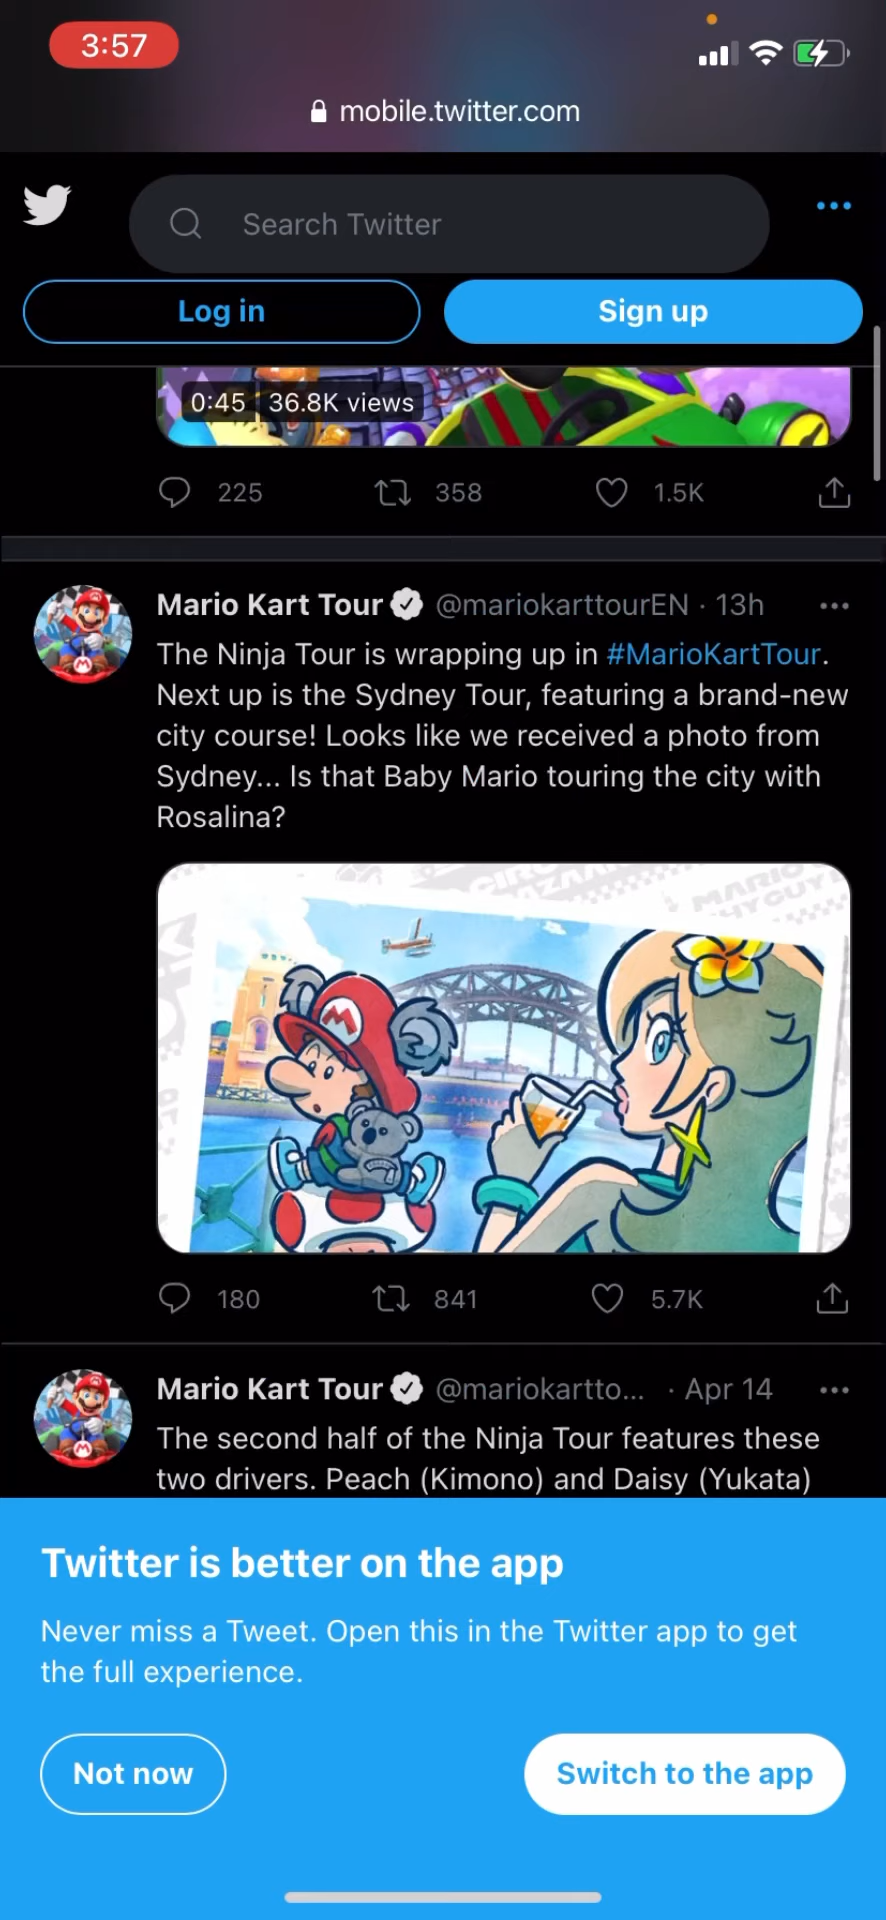 3:57
mobile.twitter.com
Search Twitter
Log in
Sign up
0:45 36.8K views
225 358 1.5K
Mario Kart Tour @mariokarttourEN · 13h
The Ninja Tour is wrapping up in #MarioKartTour.
Next up is the Sydney Tour, featuring a brand-new
city course! Looks like we received a photo from
Sydney... Is that Baby Mario touring the city with
Rosalina?
MARIO
M
180 841 5.7K
Mario Kart Tour @mariokartto... · Apr 14
The second half of the Ninja Tour features these
two drivers. Peach (Kimono) and Daisy (Yukata)
Twitter is better on the app
Never miss a Tweet. Open this in the Twitter app to get
the full experience.
Not now
Switch to the app